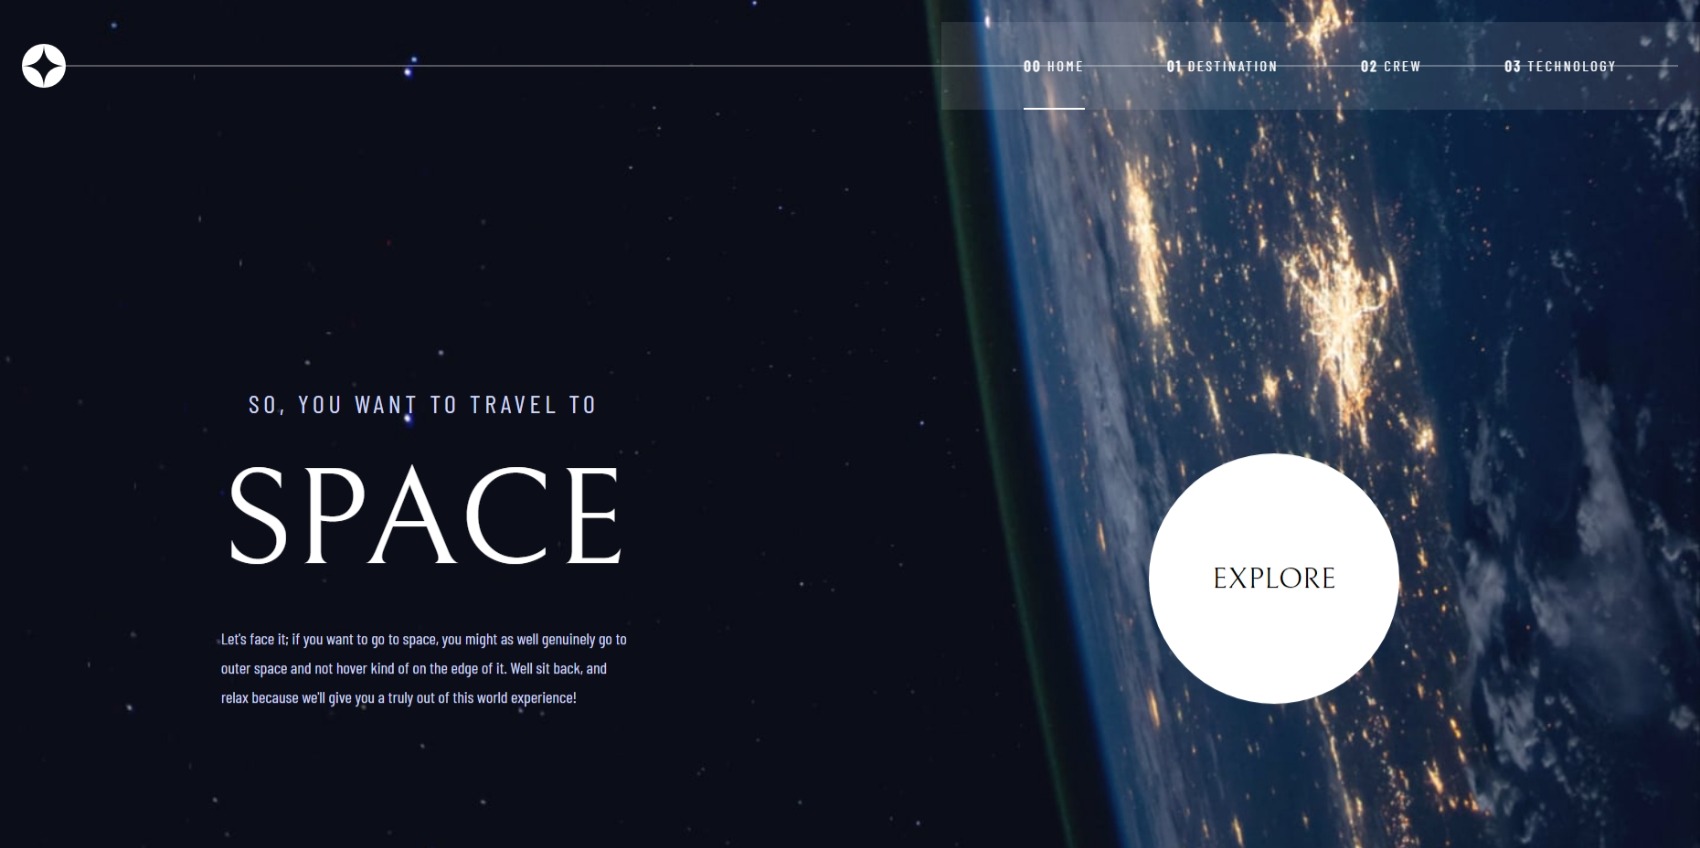 00 HOME 01 DESTINATION 02 CREW 03 TECHNOLOGY
SO, YOU WANT TO TRAVEL TO
SPACE
Let's face it; if you want to go to space, you might as well genuinely go to
outer space and not hover kind of on the edge of it. Well sit back, and
relax because we'll give you a truly out of this world experience!
EXPLORE